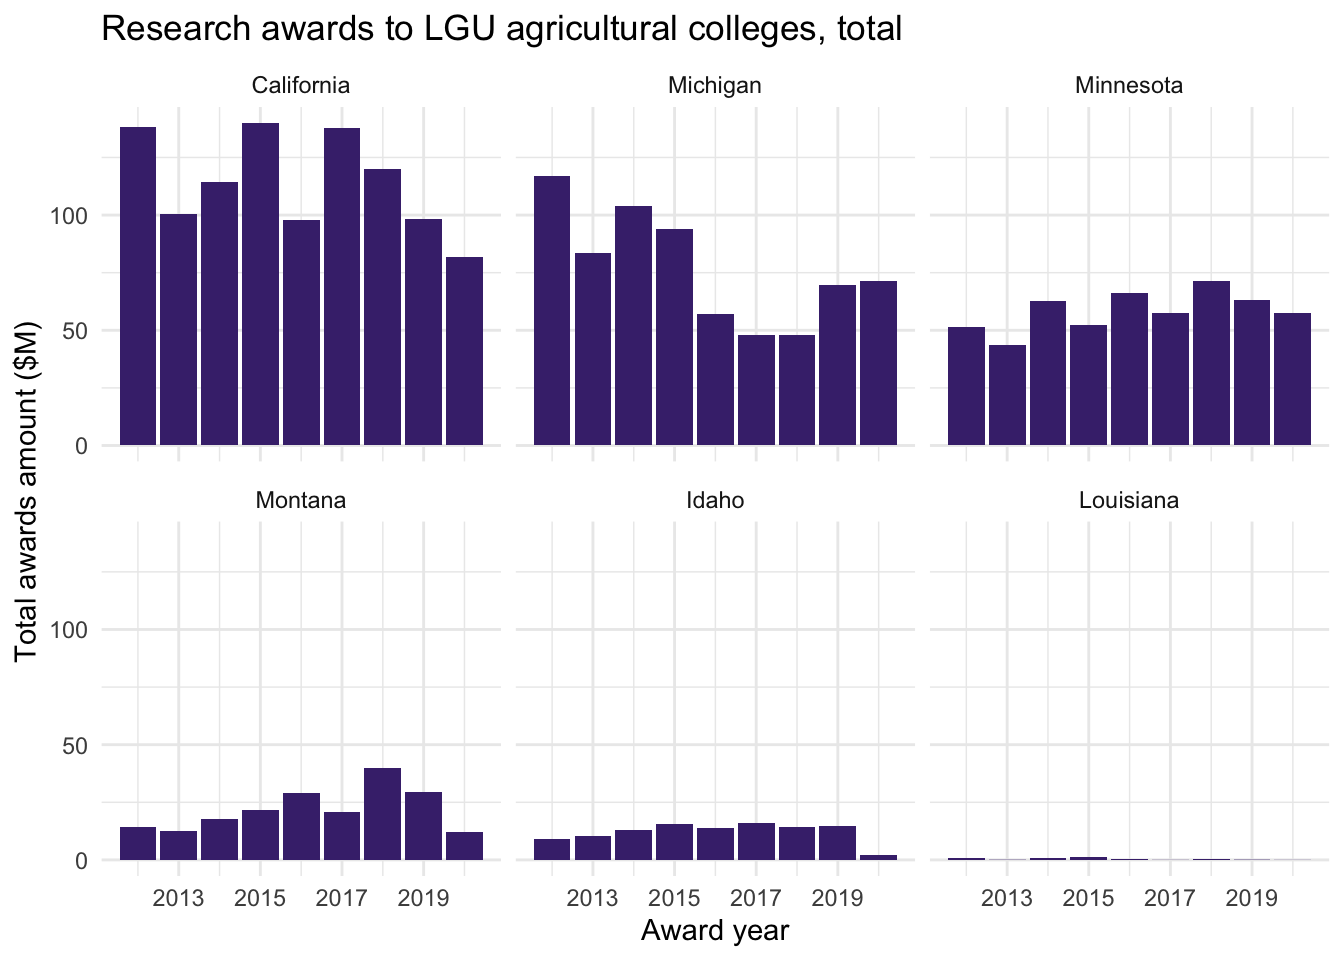 Research awards to LGU agricultural colleges, total
California Michigan Minnesota
100
50
0
Total awards amount ($M)
Montana Idaho Louisiana
100
50
0
2013 2015 2017 2019 2013 2015 2017 2019 2013 2015 2017 2019
Award year